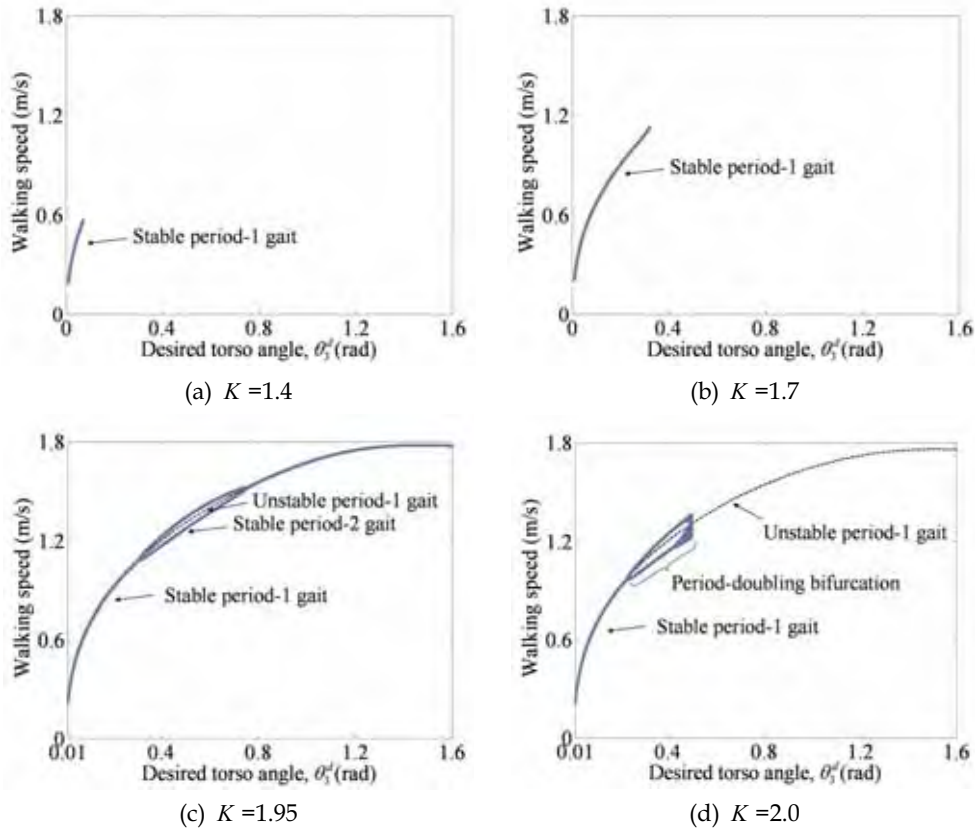 1.8
Walking speed (m/s)
1.2
0.6
0
Stable period-1 gait
0
0.4
0.8
1.2
1.6
Desired torso angle, θ₃ᵈ(rad)
(a) K =1.4
1.8
Walking speed (m/s)
1.2
0.6
0
Stable period-1 gait
0
0.4
0.8
1.2
1.6
Desired torso angle, θ₃ᵈ(rad)
(b) K =1.7
1.8
Walking speed (m/s)
1.2
0.6
0
Unstable period-1 gait
Stable period-2 gait
Stable period-1 gait
0.01
0.4
0.8
1.2
1.6
Desired torso angle, θ₃ᵈ(rad)
(c) K =1.95
1.8
Walking speed (m/s)
1.2
0.6
0
Unstable period-1 gait
Period-doubling bifurcation
Stable period-1 gait
0.01
0.4
0.8
1.2
1.6
Desired torso angle, θ₃ᵈ(rad)
(d) K =2.0